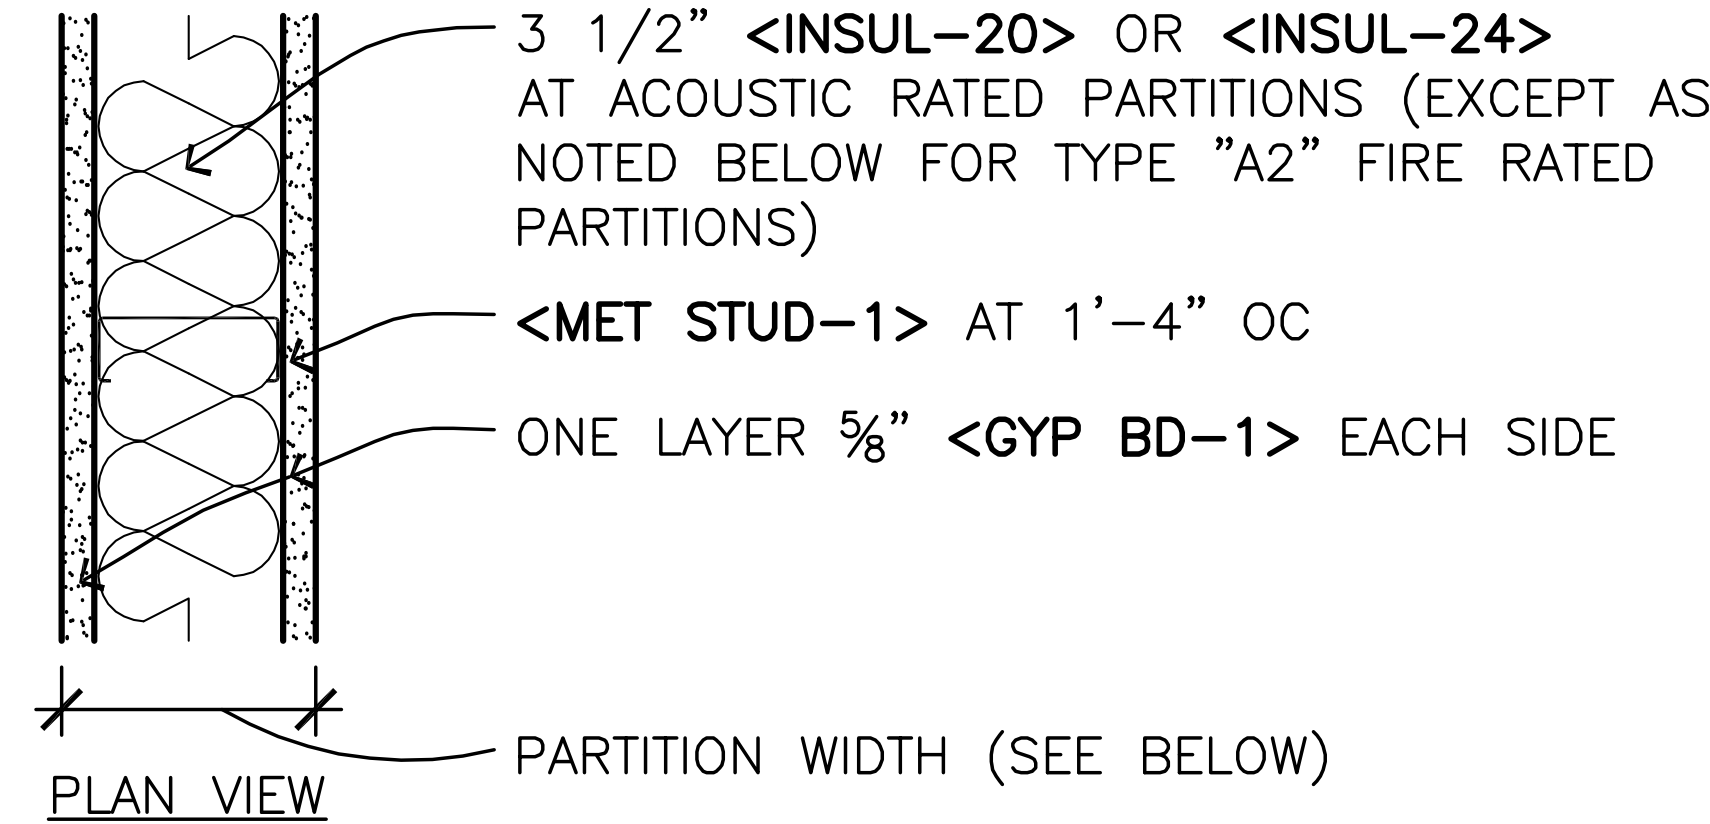 3 1/2” <INSUL-20> OR <INSUL-24>
AT ACOUSTIC RATED PARTITIONS (EXCEPT AS
NOTED BELOW FOR TYPE ”A2” FIRE RATED
PARTITIONS)
<MET STUD-1> AT 1’-4” OC
ONE LAYER ⅝” <GYP BD-1> EACH SIDE
PARTITION WIDTH (SEE BELOW)
PLAN VIEW